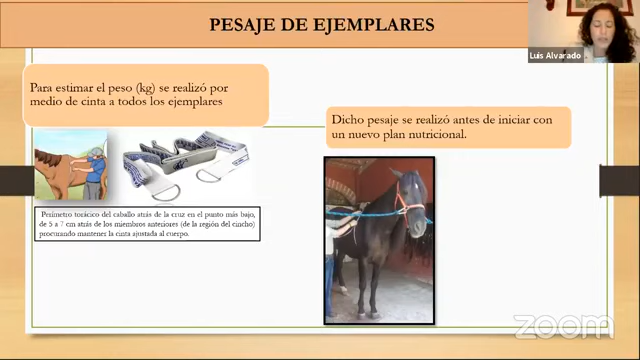 PESAJE DE EJEMPLARES
Luis Alvarado
Para estimar el peso (kg) se realizó por
medio de cinta a todos los ejemplares
Dicho pesaje se realizó antes de iniciar con
un nuevo plan nutricional.
Perímetro torácico del caballo atrás de la cruz en el punto más bajo,
de 5 a 7 cm atrás de los miembros anteriores (de la región del cincho)
procurando mantener la cinta ajustada al cuerpo.
zoom